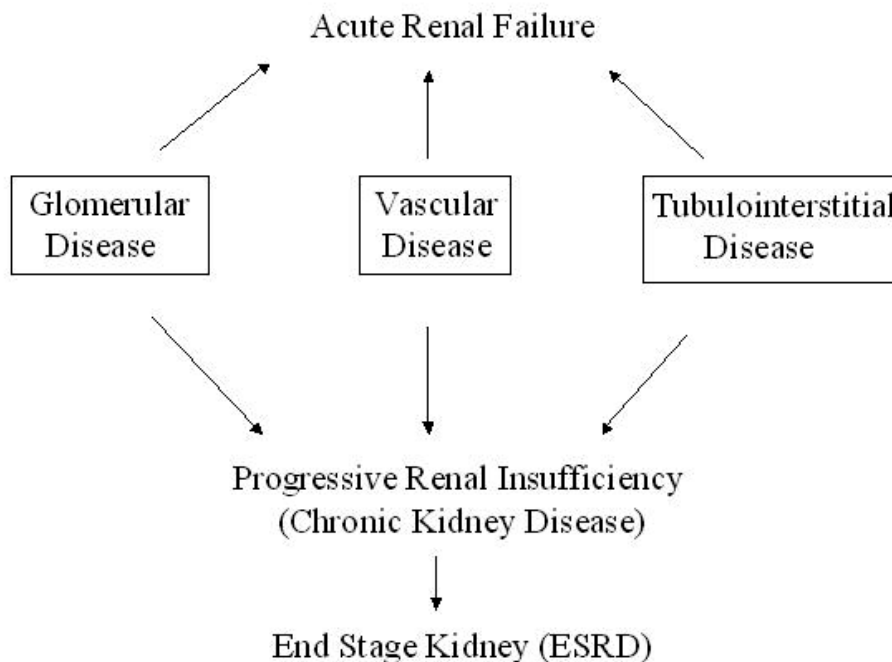 Acute Renal Failure
Glomerular
Disease
Vascular
Disease
Tubulointerstitial
Disease
Progressive Renal Insufficiency
(Chronic Kidney Disease)
End Stage Kidney (ESRD)